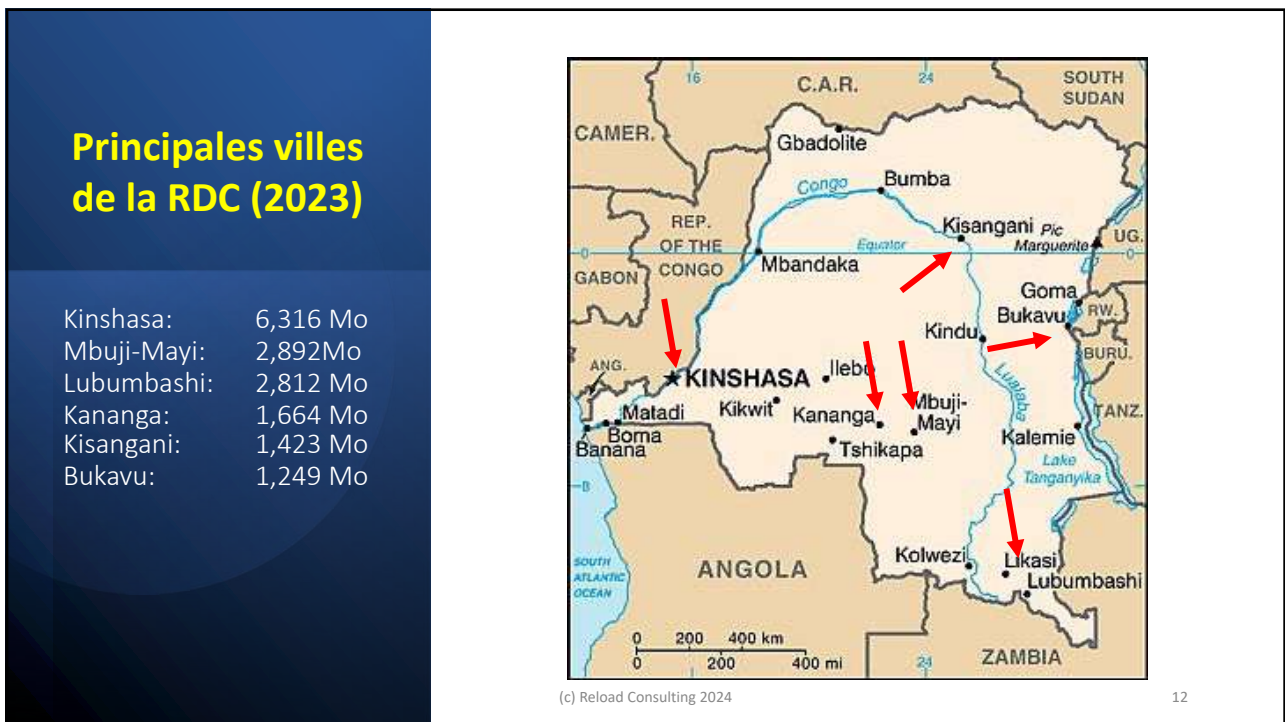 Principales villes
de la RDC (2023)
Kinshasa: 6,316 Mo
Mbuji-Mayi: 2,892Mo
Lubumbashi: 2,812 Mo
Kananga: 1,664 Mo
Kisangani: 1,423 Mo
Bukavu: 1,249 Mo
16
24
C.A.R.
SOUTH
SUDAN
CAMER.
Gbadolite
Congo
Bumba
REP.
OF THE
CONGO
Kisangani
Pic
Marguerite
UG.
0
Equator
0
GABON
Mbandaka
Goma
RW.
Bukavu
Kindu
BURU.
ANG.
KINSHASA
Ilebo
Lualaba
Kikwit
Kananga
Mbuji-
Mayi
TANZ.
Matadi
Boma
Banana
Tshikapa
Kalemie
Lake
Tanganyika
8
SOUTH
ATLANTIC
OCEAN
ANGOLA
Kolwezi
Likasi
Lubumbashi
0 200 400 km
0 200 400 mi
24
ZAMBIA
(c) Reload Consulting 2024
12